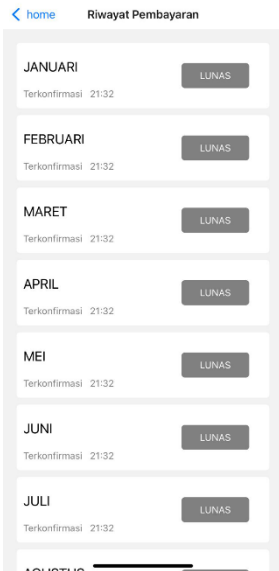 home Riwayat Pembayaran
JANUARI
LUNAS
Terkonfirmasi 21:32
FEBRUARI
LUNAS
Terkonfirmasi 21:32
MARET
LUNAS
Terkonfirmasi 21:32
APRIL
LUNAS
Terkonfirmasi 21:32
MEI
LUNAS
Terkonfirmasi 21:32
JUNI
LUNAS
Terkonfirmasi 21:32
JULI
LUNAS
Terkonfirmasi 21:32
AGUSTUS